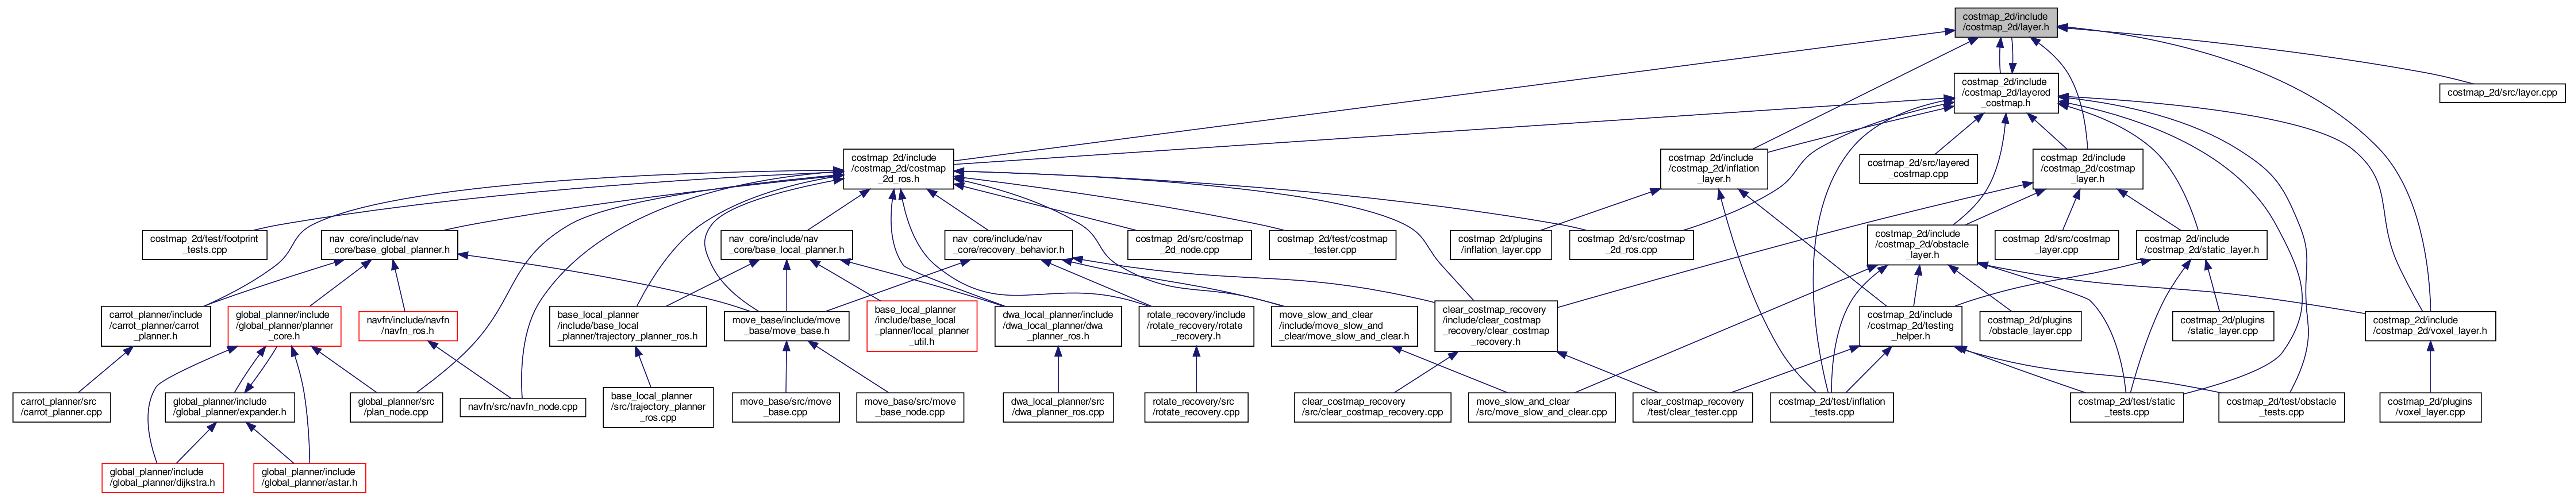 costmap_2d/include
/costmap_2d/layer.h
costmap_2d/include
/costmap_2d/layered
_costmap.h
costmap_2d/src/layer.cpp
costmap_2d/include
/costmap_2d/costmap
_2d_ros.h
costmap_2d/include
/costmap_2d/inflation
_layer.h
costmap_2d/src/layered
_costmap.cpp
costmap_2d/include
/costmap_2d/costmap
_layer.h
costmap_2d/test/footprint
_tests.cpp
nav_core/include/nav
_core/base_global_planner.h
nav_core/include/nav
_core/base_local_planner.h
nav_core/include/nav
_core/recovery_behavior.h
costmap_2d/src/costmap
_2d_node.cpp
costmap_2d/test/costmap
_tester.cpp
costmap_2d/plugins
/inflation_layer.cpp
costmap_2d/src/costmap
_2d_ros.cpp
costmap_2d/include
/costmap_2d/obstacle
_layer.h
costmap_2d/src/costmap
_layer.cpp
costmap_2d/include
/costmap_2d/static_layer.h
carrot_planner/include
/carrot_planner/carrot
_planner.h
global_planner/include
/global_planner/planner
_core.h
navfn/include/navfn
/navfn_ros.h
base_local_planner
/include/base_local
_planner/trajectory_planner_ros.h
move_base/include/move
_base/move_base.h
base_local_planner
/include/base_local
_planner/local_planner
_util.h
dwa_local_planner/include
/dwa_local_planner/dwa
_planner_ros.h
rotate_recovery/include
/rotate_recovery/rotate
_recovery.h
move_slow_and_clear
/include/move_slow_and
_clear/move_slow_and_clear.h
clear_costmap_recovery
/include/clear_costmap
_recovery/clear_costmap
_recovery.h
costmap_2d/include
/costmap_2d/testing
_helper.h
costmap_2d/plugins
/obstacle_layer.cpp
costmap_2d/plugins
/static_layer.cpp
costmap_2d/include
/costmap_2d/voxel_layer.h
carrot_planner/src
/carrot_planner.cpp
global_planner/include
/global_planner/expander.h
global_planner/src
/plan_node.cpp
navfn/src/navfn_node.cpp
base_local_planner
/src/trajectory_planner
_ros.cpp
move_base/src/move
_base.cpp
move_base/src/move
_base_node.cpp
dwa_local_planner/src
/dwa_planner_ros.cpp
rotate_recovery/src
/rotate_recovery.cpp
clear_costmap_recovery
/src/clear_costmap_recovery.cpp
move_slow_and_clear
/src/move_slow_and_clear.cpp
clear_costmap_recovery
/test/clear_tester.cpp
costmap_2d/test/inflation
_tests.cpp
costmap_2d/test/static
_tests.cpp
costmap_2d/test/obstacle
_tests.cpp
costmap_2d/plugins
/voxel_layer.cpp
global_planner/include
/global_planner/dijkstra.h
global_planner/include
/global_planner/astar.h